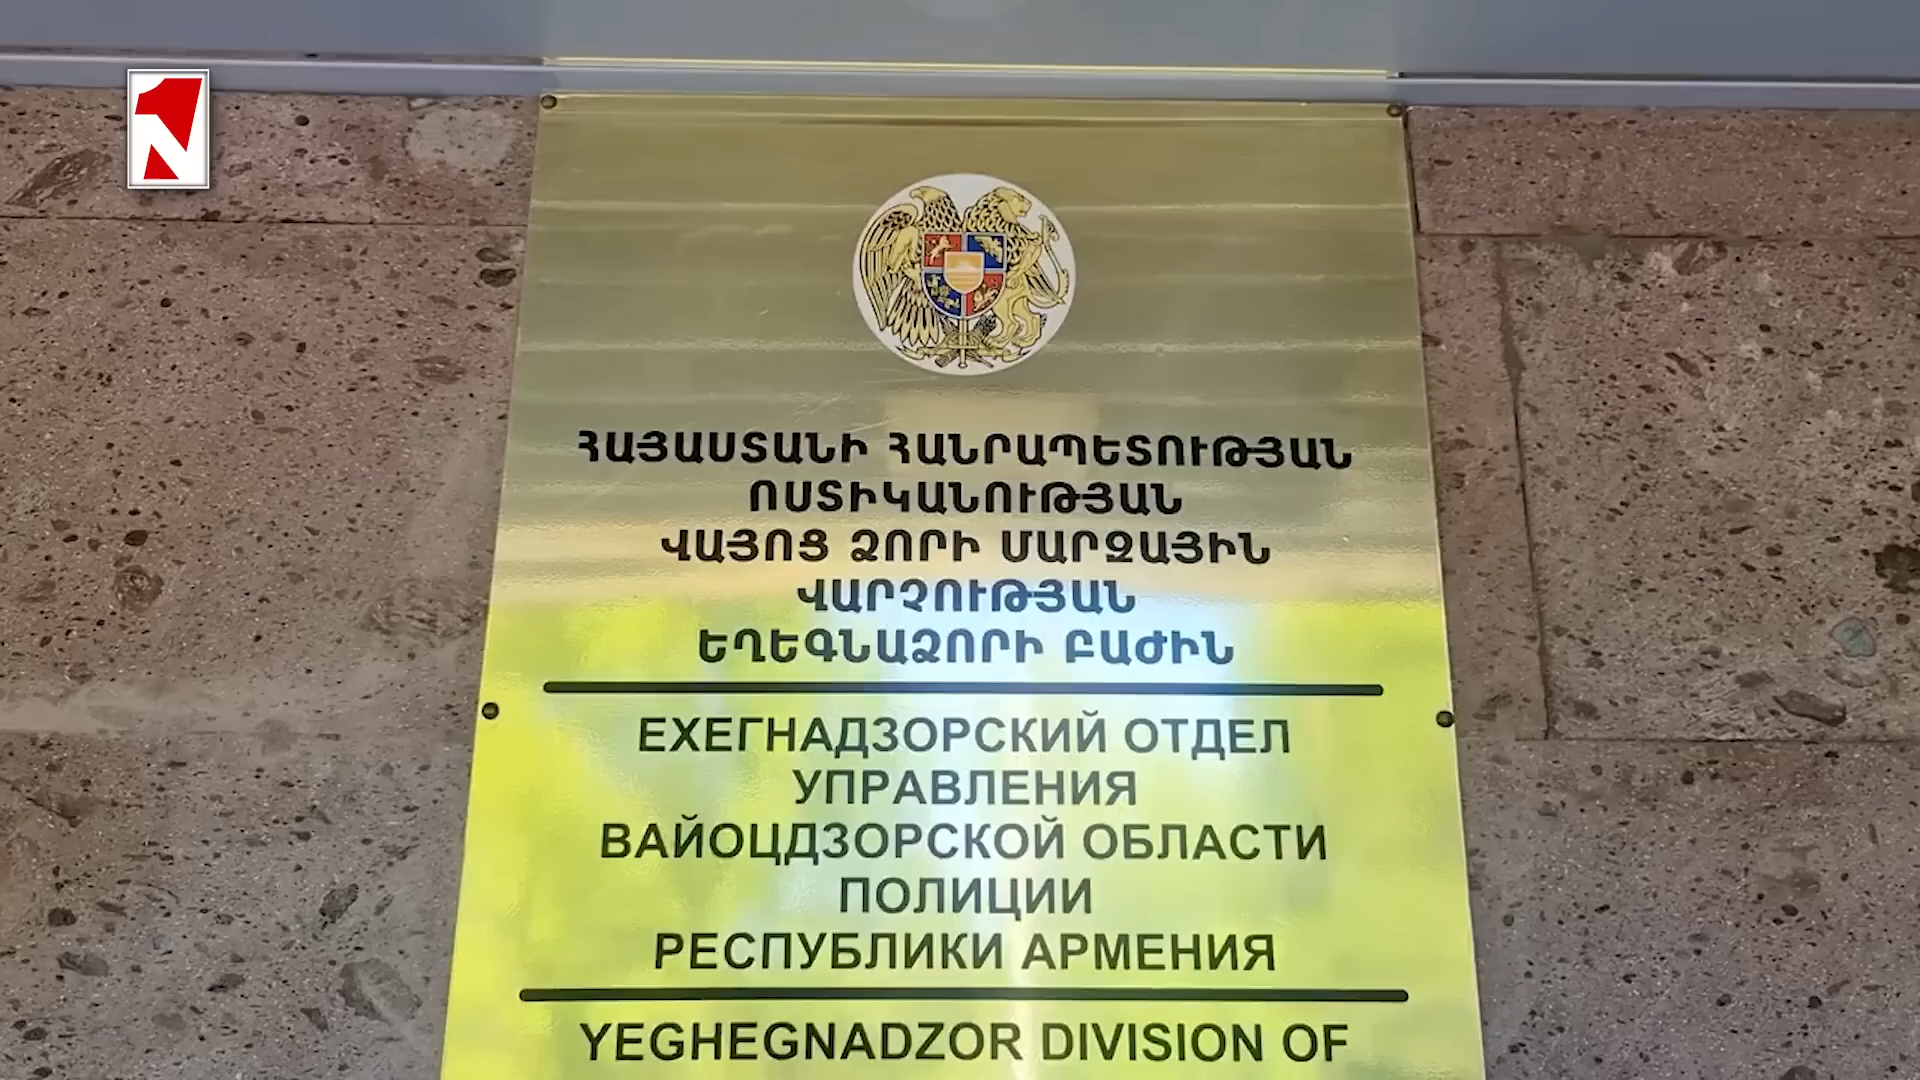 1N
ՀԱՅԱՍՏԱՆԻ ՀԱՆՐԱՊԵՏՈՒԹՅԱՆ
ՈՍՏԻԿԱՆՈՒԹՅԱՆ
ՎԱՅՈՑ ՁՈՐԻ ՄԱՐԶԱՅԻՆ
ՎԱՐՉՈՒԹՅԱՆ
ԵՂԵԳՆԱՁՈՐԻ ԲԱԺԻՆ
ЕХЕГНАДЗОРСКИЙ ОТДЕЛ
УПРАВЛЕНИЯ
ВАЙОЦДЗОРСКОЙ ОБЛАСТИ
ПОЛИЦИИ
РЕСПУБЛИКИ АРМЕНИЯ
YEGHEGNADZOR DIVISION OF